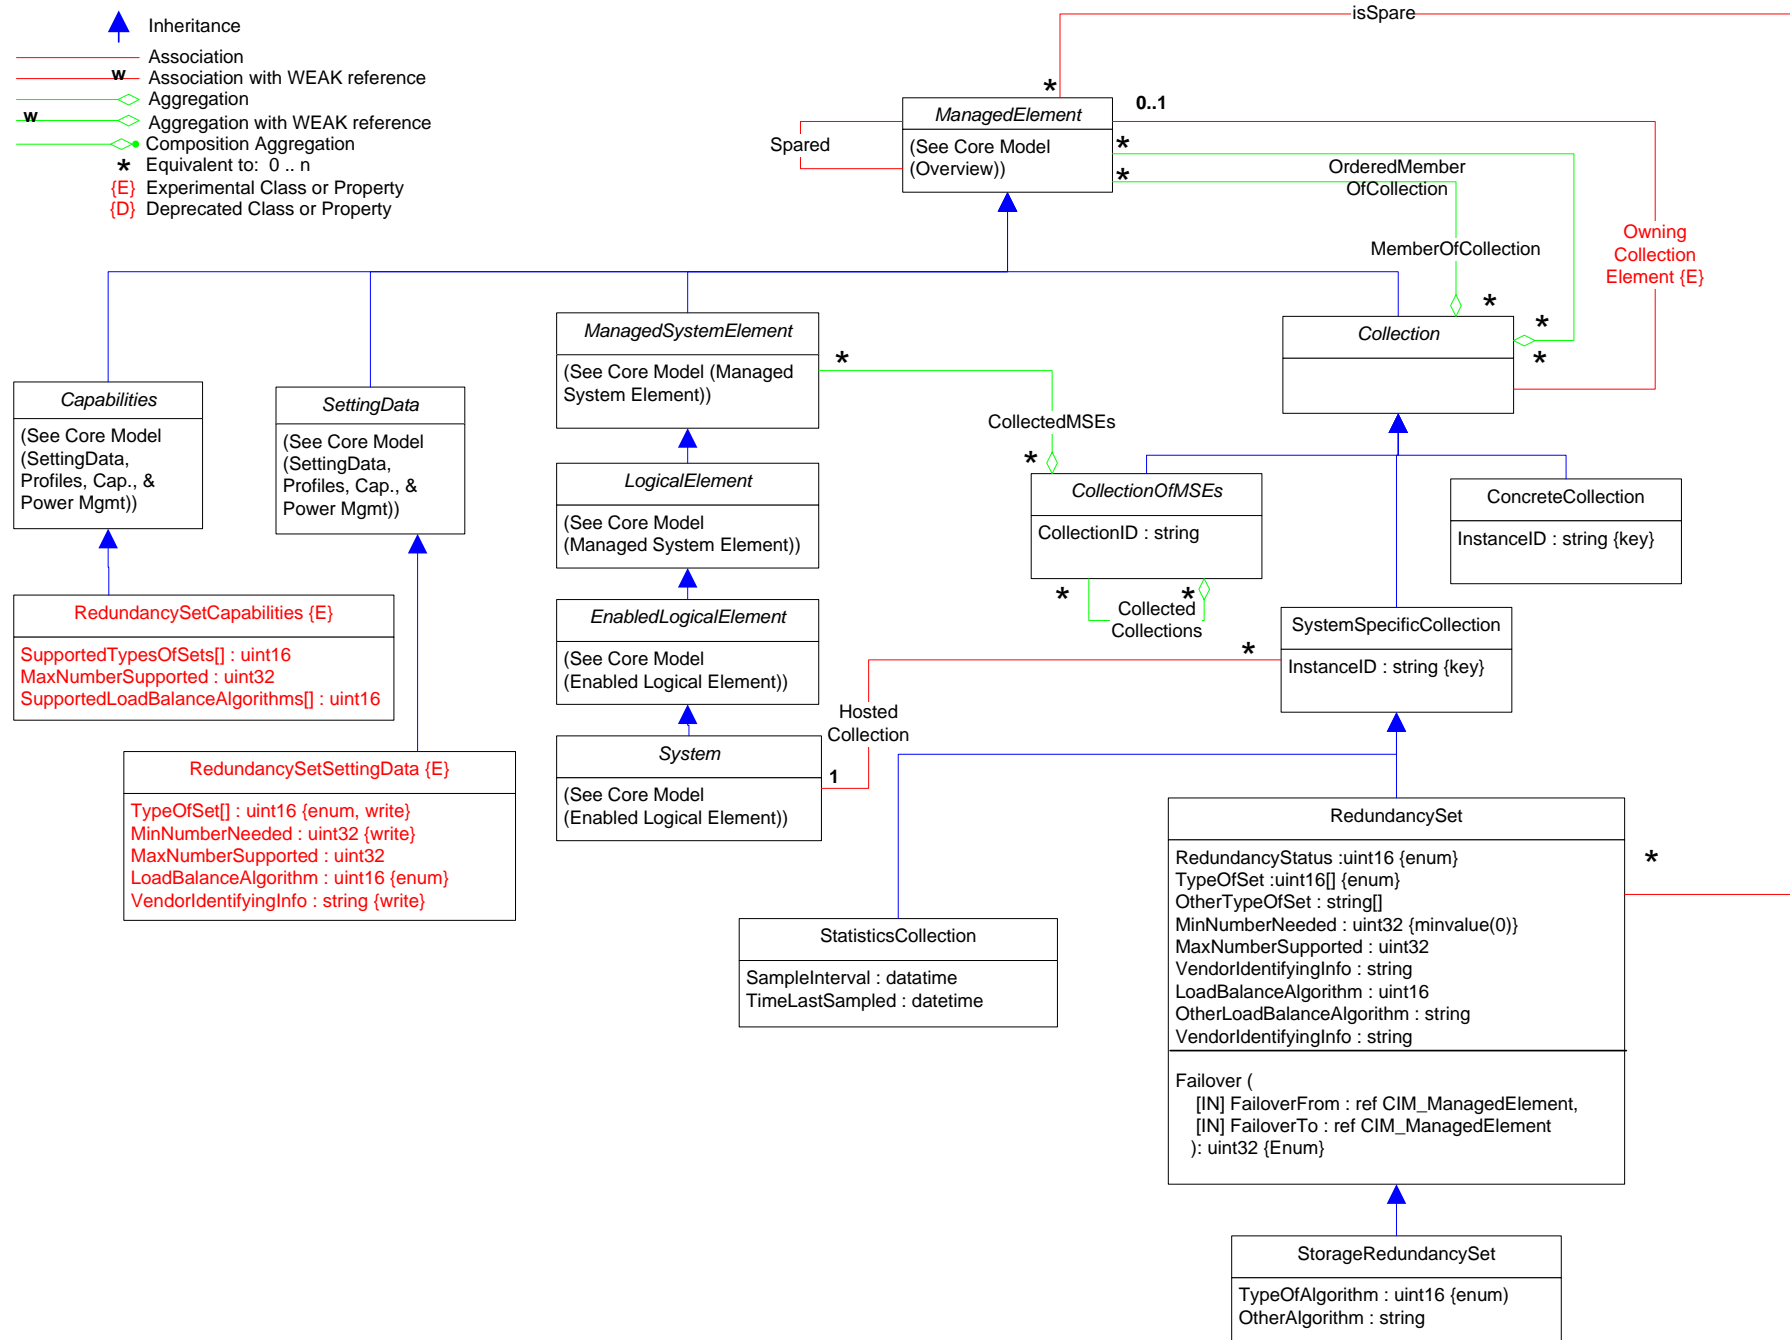 Inheritance
Association
w Association with WEAK reference
Aggregation
w Aggregation with WEAK reference
Composition Aggregation
* Equivalent to: 0 .. n
{E} Experimental Class or Property
{D} Deprecated Class or Property
isSpare
*
ManagedElement
(See Core Model
(Overview))
0..1
Spared
*
*
OrderedMember
OfCollection
MemberOfCollection
Owning
Collection
Element {E}
*
*
*
Collection
ManagedSystemElement
(See Core Model (Managed
System Element))
*
CollectedMSEs
*
Capabilities
(See Core Model
(SettingData,
Profiles, Cap., &
Power Mgmt))
SettingData
(See Core Model
(SettingData,
Profiles, Cap., &
Power Mgmt))
LogicalElement
(See Core Model
(Managed System Element))
CollectionOfMSEs
CollectionID : string
*
*
Collected
Collections
ConcreteCollection
InstanceID : string {key}
RedundancySetCapabilities {E}
SupportedTypesOfSets[] : uint16
MaxNumberSupported : uint32
SupportedLoadBalanceAlgorithms[] : uint16
EnabledLogicalElement
(See Core Model
(Enabled Logical Element))
SystemSpecificCollection
InstanceID : string {key}
*
Hosted
Collection
1
System
(See Core Model
(Enabled Logical Element))
RedundancySetSettingData {E}
TypeOfSet[] : uint16 {enum, write}
MinNumberNeeded : uint32 {write}
MaxNumberSupported : uint32
LoadBalanceAlgorithm : uint16 {enum}
VendorIdentifyingInfo : string {write}
StatisticsCollection
SampleInterval : datatime
TimeLastSampled : datetime
RedundancySet
RedundancyStatus :uint16 {enum}
TypeOfSet :uint16[] {enum}
OtherTypeOfSet : string[]
MinNumberNeeded : uint32 {minvalue(0)}
MaxNumberSupported : uint32
VendorIdentifyingInfo : string
LoadBalanceAlgorithm : uint16
OtherLoadBalanceAlgorithm : string
VendorIdentifyingInfo : string
*
Failover (
[IN] FailoverFrom : ref CIM_ManagedElement,
[IN] FailoverTo : ref CIM_ManagedElement
): uint32 {Enum}
StorageRedundancySet
TypeOfAlgorithm : uint16 {enum)
OtherAlgorithm : string